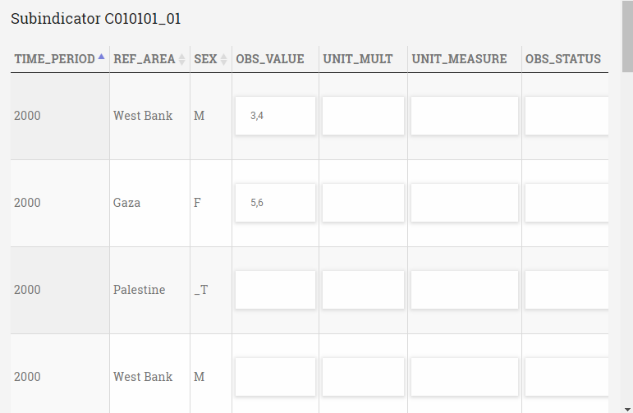 Subindicator C010101_01
TIME_PERIOD REF_AREA SEX OBS_VALUE UNIT_MULT UNIT_MEASURE OBS_STATUS
2000 West Bank M 3,4
2000 Gaza F 5,6
2000 Palestine _T
2000 West Bank M